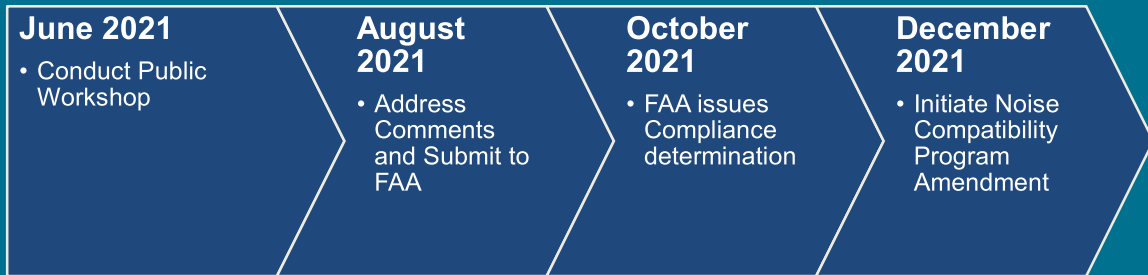 June 2021
• Conduct Public
Workshop
August
2021
• Address
Comments
and Submit to
FAA
October
2021
• FAA issues
Compliance
determination
December
2021
• Initiate Noise
Compatibility
Program
Amendment